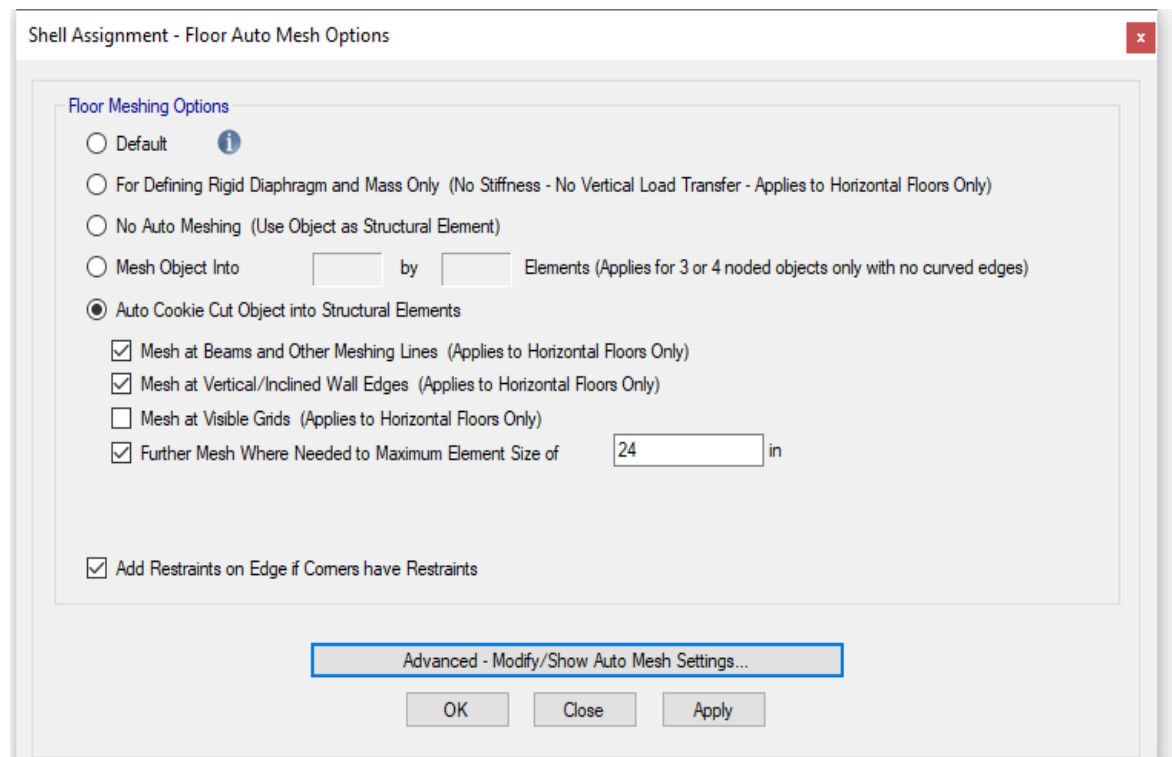 Shell Assignment - Floor Auto Mesh Options
x
Floor Meshing Options
Default i
For Defining Rigid Diaphragm and Mass Only (No Stiffness - No Vertical Load Transfer - Applies to Horizontal Floors Only)
No Auto Meshing (Use Object as Structural Element)
Mesh Object Into by Elements (Applies for 3 or 4 noded objects only with no curved edges)
Auto Cookie Cut Object into Structural Elements
Mesh at Beams and Other Meshing Lines (Applies to Horizontal Floors Only)
Mesh at Vertical/Inclined Wall Edges (Applies to Horizontal Floors Only)
Mesh at Visible Grids (Applies to Horizontal Floors Only)
Further Mesh Where Needed to Maximum Element Size of 24 in
Add Restraints on Edge if Corners have Restraints
Advanced - Modify/Show Auto Mesh Settings...
OK Close Apply